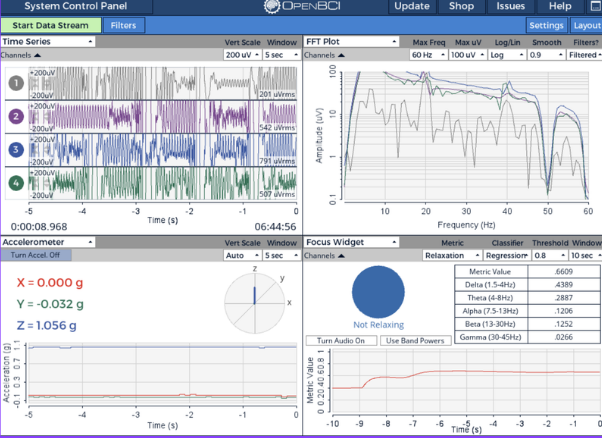 System Control Panel OpenBCI Update Shop Issues Help
Start Data Stream Filters Settings Layout
Time Series Vert Scale Window
Channels 200 uV 5 sec
+200uV
1
-200uV 201 uVrms
+200uV
2
-200uV 542 uVrms
+200uV
3
-200uV 791 uVrms
+200uV
4
-200uV 507 uVrms
-5 -4 -3 -2 -1 0
Time (s)
0:00:08.968 06:44:56
FFT Plot Max Freq Max uV Log/Lin Smooth Filters?
60 Hz 100 uV Log 0.9 Filtered
Amplitude (uV)
100
10
1
0.1
10 20 30 40 50 60
Frequency (Hz)
Accelerometer Vert Scale Window
Turn Accel. Off Auto 5 sec
X = 0.000 g
Y = -0.032 g
Z = 1.056 g
z
y
x
Acceleration (g)
-0.1 0.3 0.7 1.1
-5 -4 -3 -2 -1 0
Time (s)
Focus Widget Metric Classifier Threshold Window
Channels Relaxation Regression 0.8 10 sec
Not Relaxing
Turn Audio On Use Band Powers
Metric Value .6609
Delta (1.5-4Hz) .4389
Theta (4-8Hz) .2887
Alpha (7.5-13Hz) .1206
Beta (13-30Hz) .1252
Gamma (30-45Hz) .0266
Metric Value
0 0.2 0.4 0.6 0.8 1
-10 -9 -8 -7 -6 -5 -4 -3 -2 -1 0
Time (s)